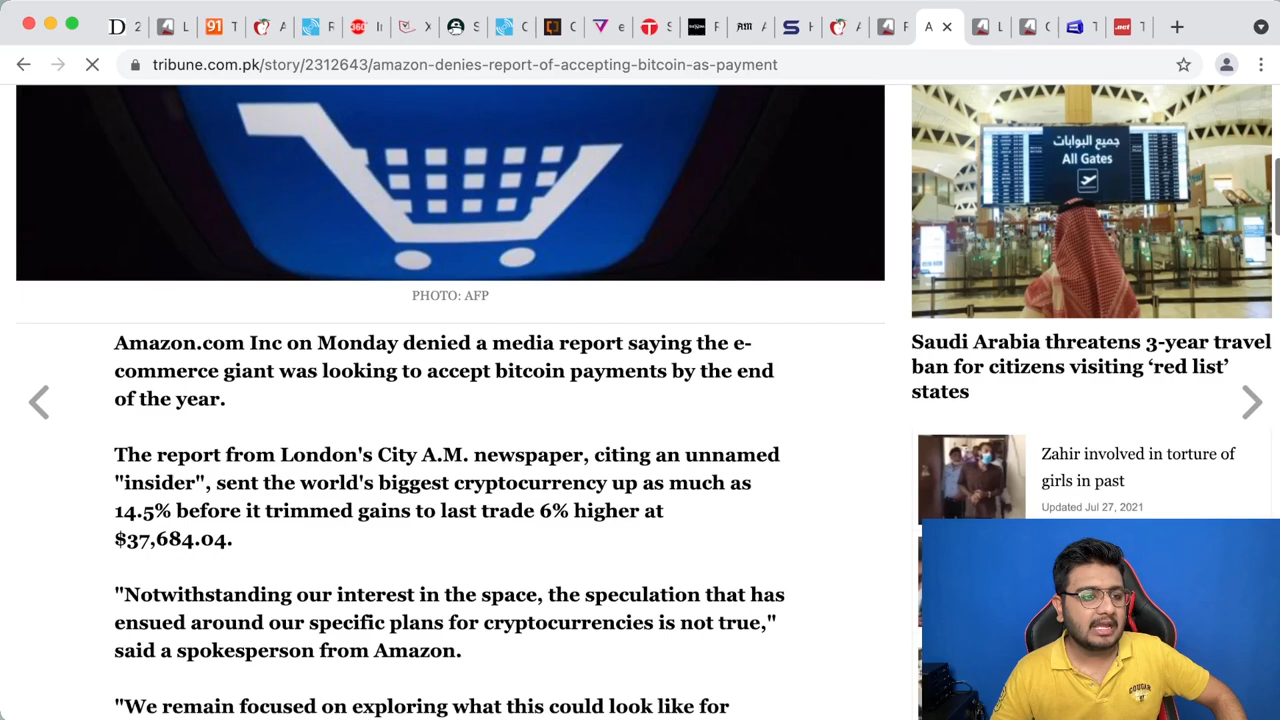 D 2 L 91 T A R 360 In X S C C e T F AM A S H A F A L C T .net T
tribune.com.pk/story/2312643/amazon-denies-report-of-accepting-bitcoin-as-payment
جميع البوابات
All Gates
PHOTO: AFP
Amazon.com Inc on Monday denied a media report saying the e-
commerce giant was looking to accept bitcoin payments by the end
of the year.
The report from London's City A.M. newspaper, citing an unnamed
"insider", sent the world's biggest cryptocurrency up as much as
14.5% before it trimmed gains to last trade 6% higher at
$37,684.04.
"Notwithstanding our interest in the space, the speculation that has
ensued around our specific plans for cryptocurrencies is not true,"
said a spokesperson from Amazon.
"We remain focused on exploring what this could look like for
Saudi Arabia threatens 3-year travel
ban for citizens visiting ‘red list’
states
Zahir involved in torture of
girls in past
Updated Jul 27, 2021
COUGAR